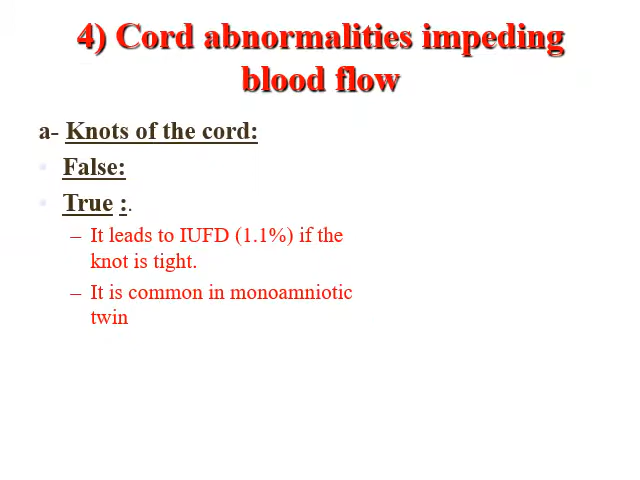 4) Cord abnormalities impeding
blood flow
a- Knots of the cord:
• False:
• True :.
– It leads to IUFD (1.1%) if the
knot is tight.
– It is common in monoamniotic
twin